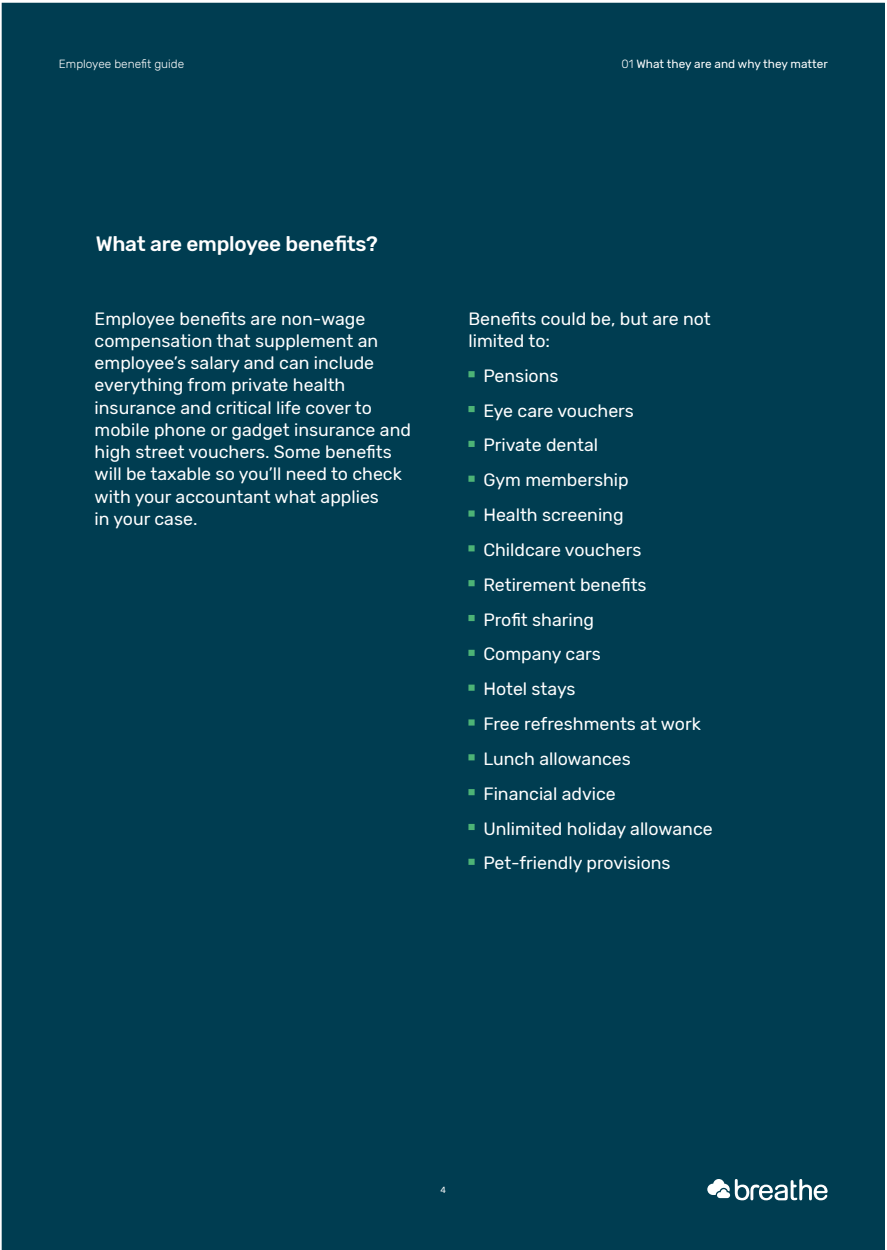 Employee benefit guide
01 What they are and why they matter
What are employee benefits?
Employee benefits are non-wage
compensation that supplement an
employee’s salary and can include
everything from private health
insurance and critical life cover to
mobile phone or gadget insurance and
high street vouchers. Some benefits
will be taxable so you’ll need to check
with your accountant what applies
in your case.
Benefits could be, but are not
limited to:
Pensions
Eye care vouchers
Private dental
Gym membership
Health screening
Childcare vouchers
Retirement benefits
Profit sharing
Company cars
Hotel stays
Free refreshments at work
Lunch allowances
Financial advice
Unlimited holiday allowance
Pet-friendly provisions
4
breathe